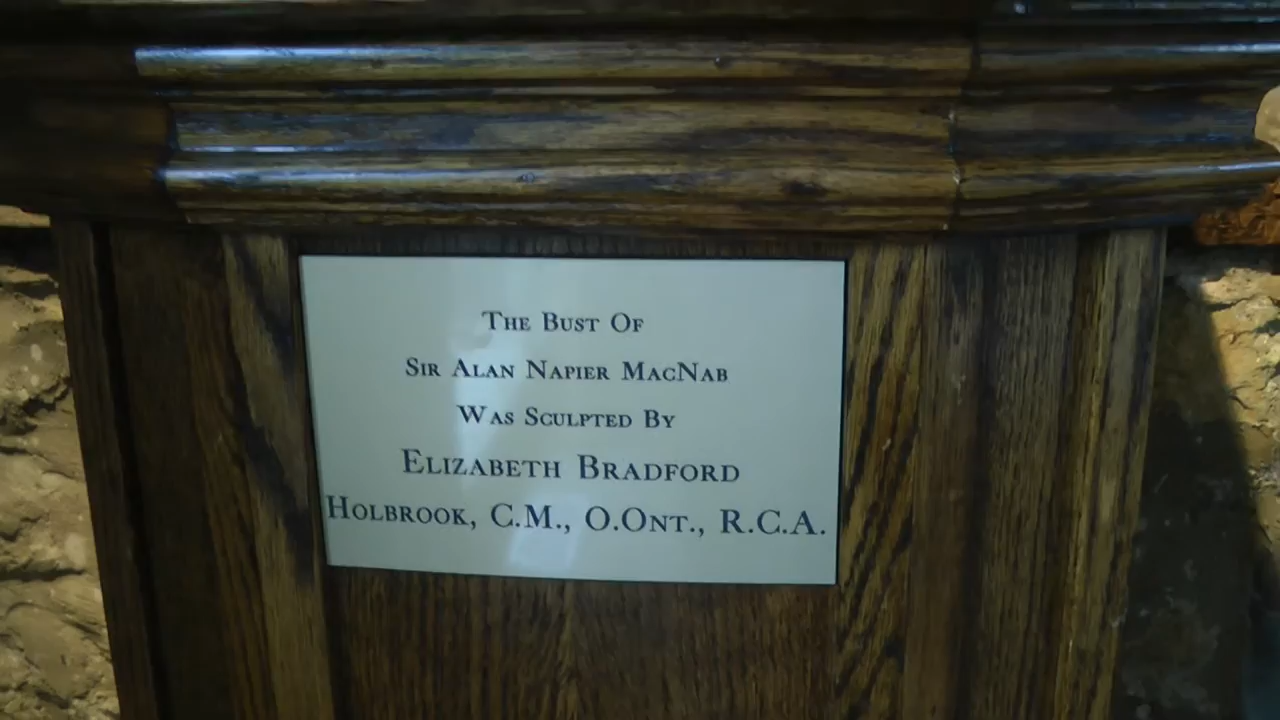 The Bust Of
Sir Alan Napier MacNab
Was Sculpted By
Elizabeth Bradford
Holbrook, C.M., O.Ont., R.C.A.